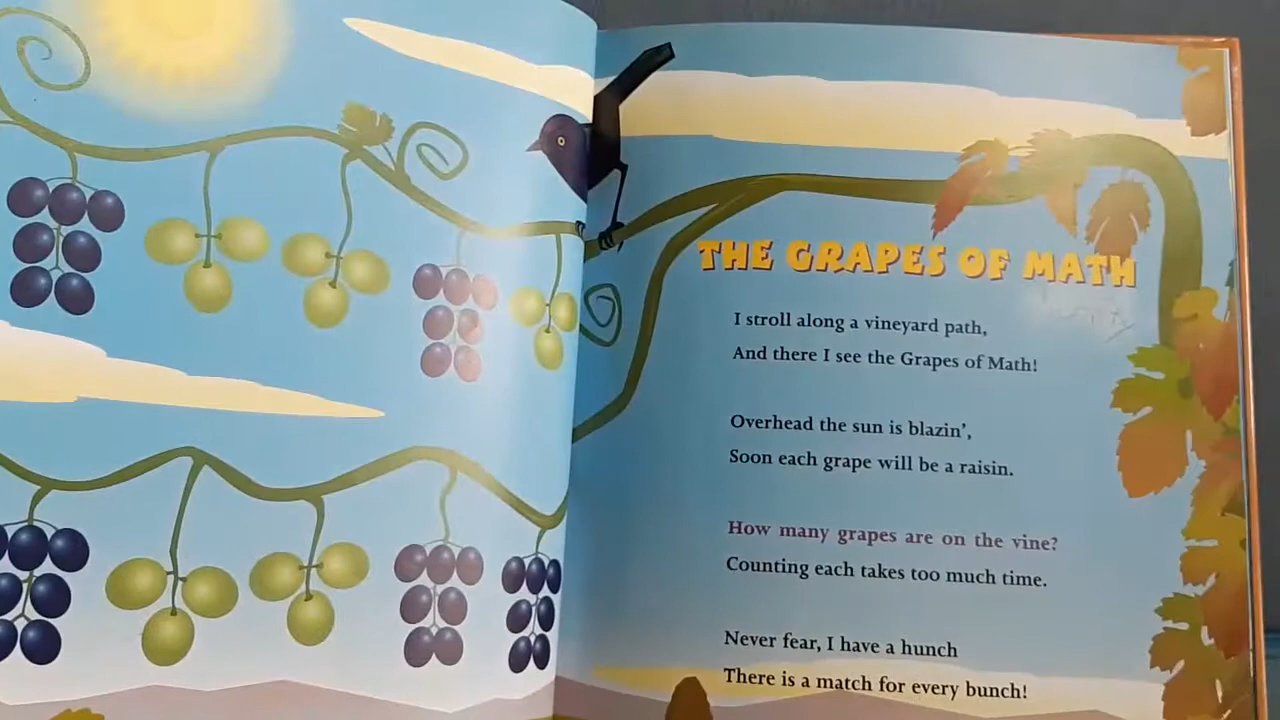 THE GRAPES OF MATH
I stroll along a vineyard path,
And there I see the Grapes of Math!
Overhead the sun is blazin',
Soon each grape will be a raisin.
How many grapes are on the vine?
Counting each takes too much time.
Never fear, I have a hunch
There is a match for every bunch!